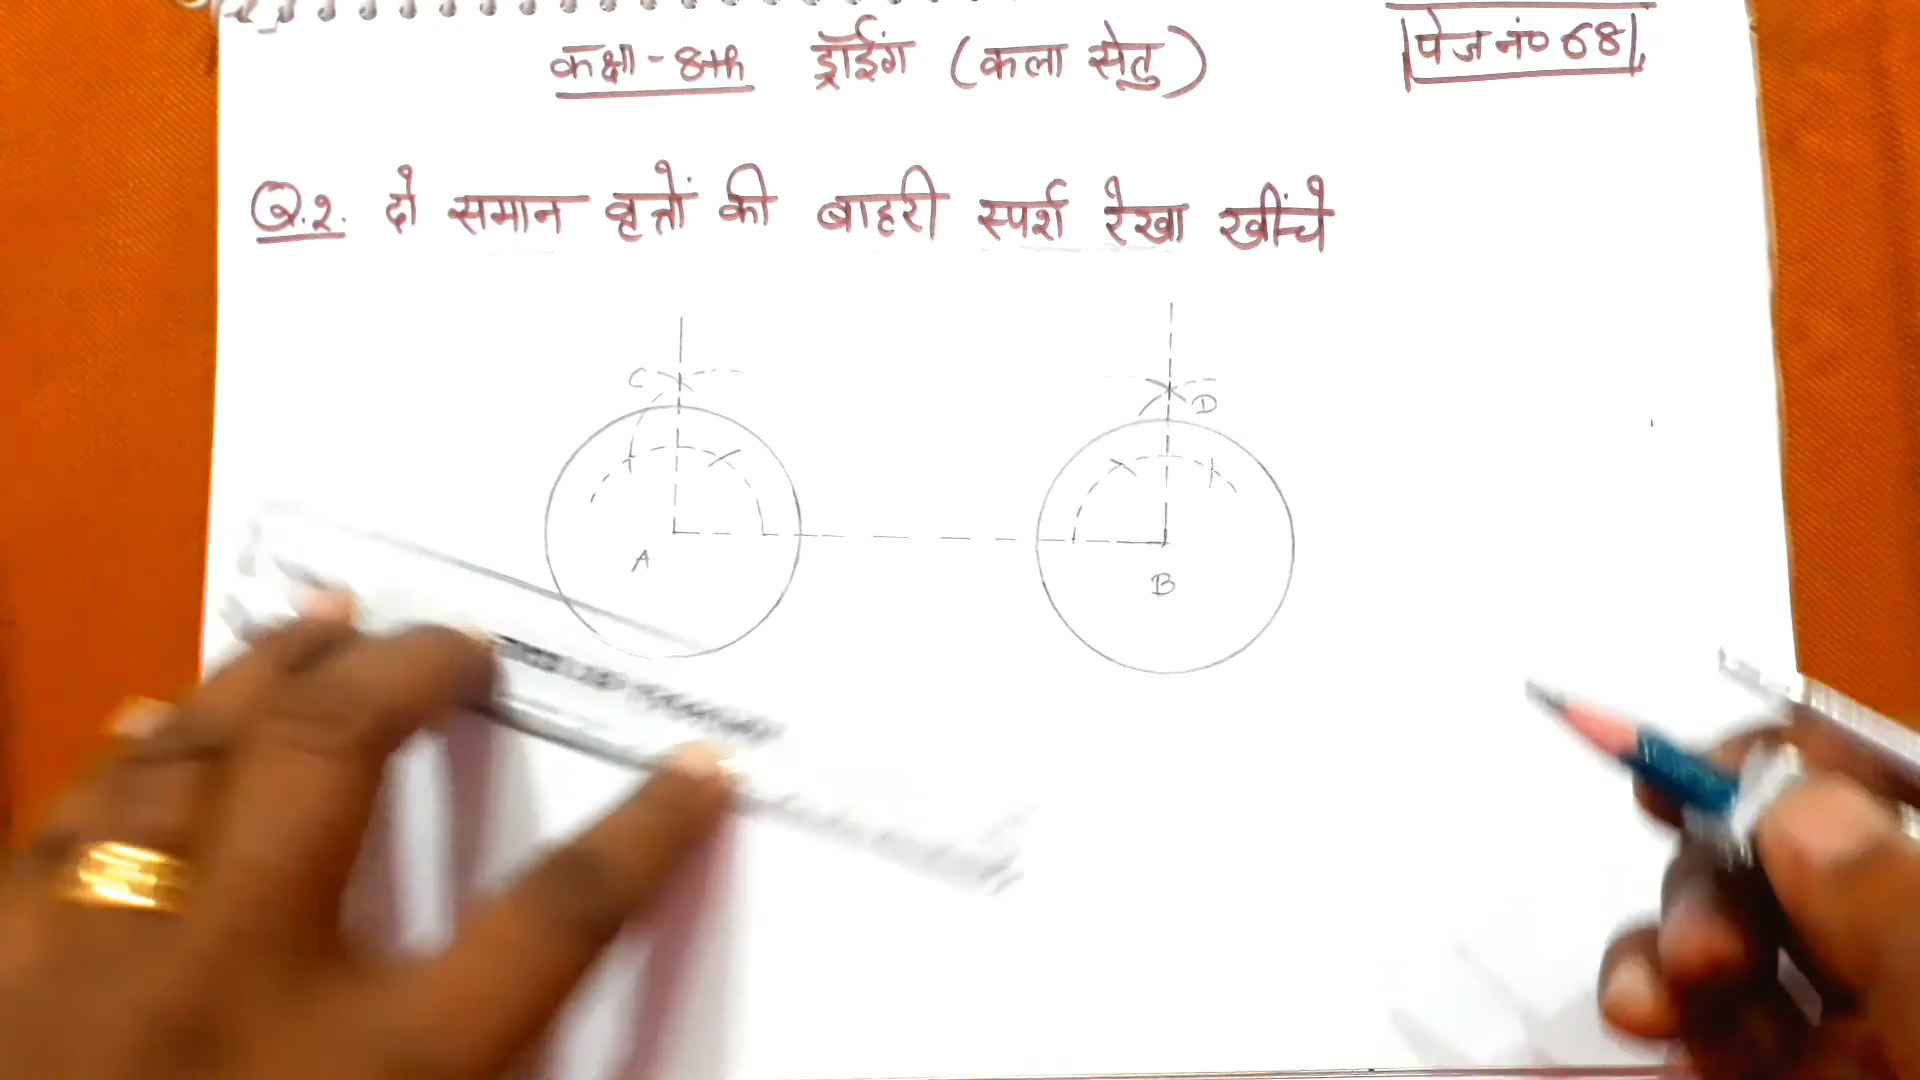 कक्षा - 8th ड्रॉईंग (कला सेतु) पेज नं० 68
Q.2. दो समान वृत्तों की बाहरी स्पर्श रेखा खींचे
C
D
A
B